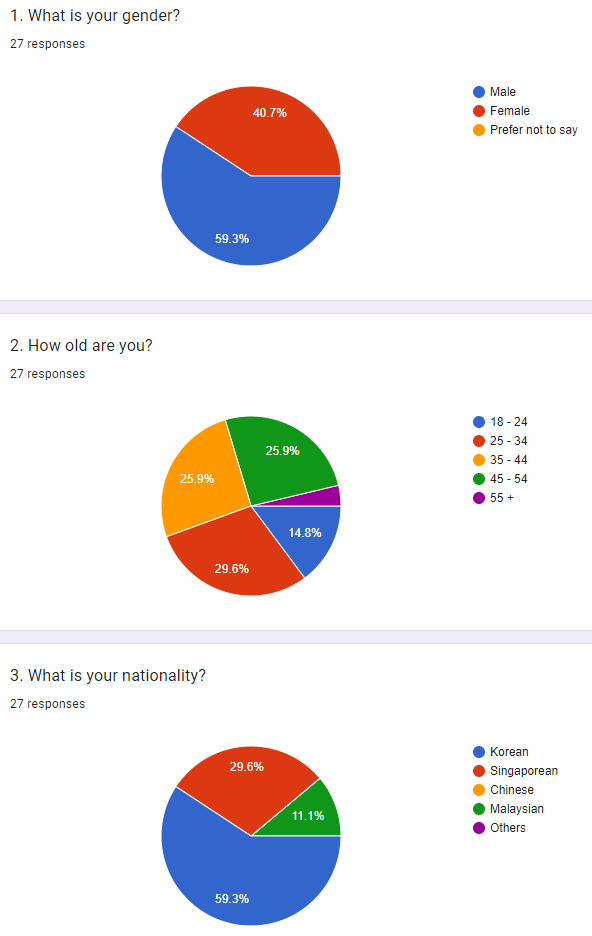 1. What is your gender?
27 responses
40.7%
59.3%
Male
Female
Prefer not to say
2. How old are you?
27 responses
25.9%
25.9%
14.8%
29.6%
18 - 24
25 - 34
35 - 44
45 - 54
55 +
3. What is your nationality?
27 responses
29.6%
11.1%
59.3%
Korean
Singaporean
Chinese
Malaysian
Others